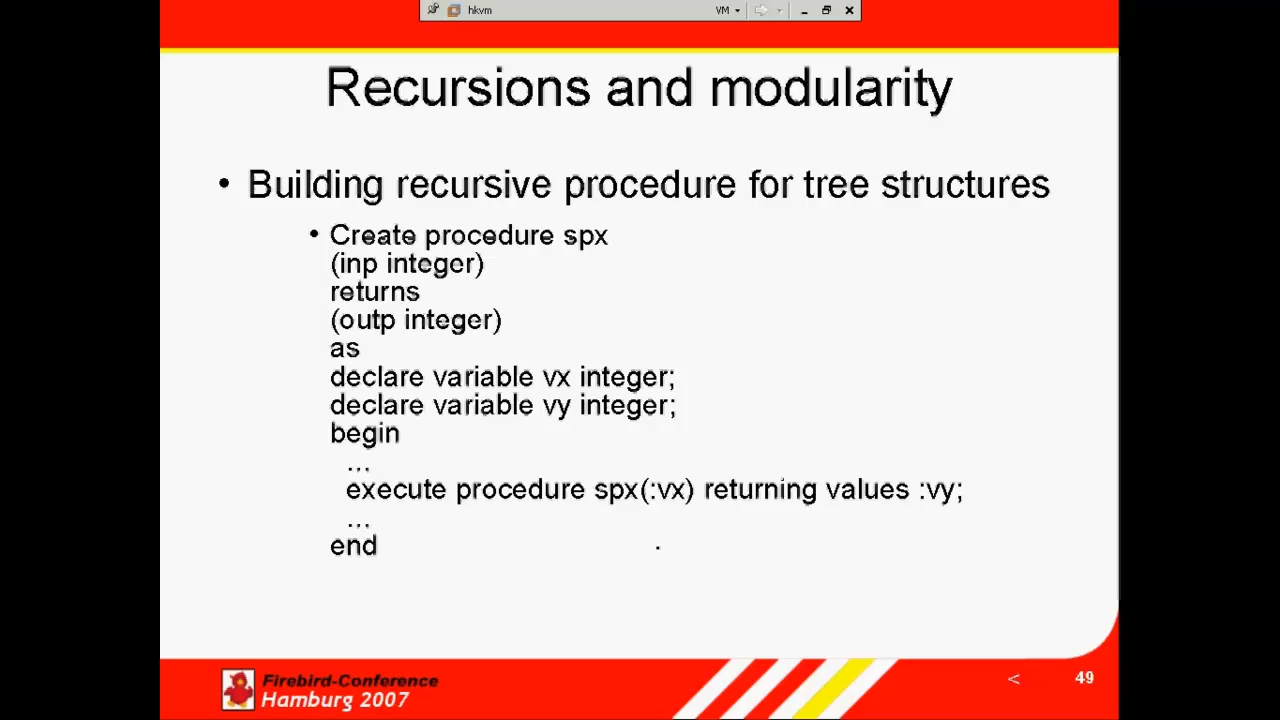 hkvm
VM
Recursions and modularity
• Building recursive procedure for tree structures
• Create procedure spx
(inp integer)
returns
(outp integer)
as
declare variable vx integer;
declare variable vy integer;
begin
...
execute procedure spx(:vx) returning values :vy;
...
end
Firebird-Conference
Hamburg 2007
<
49